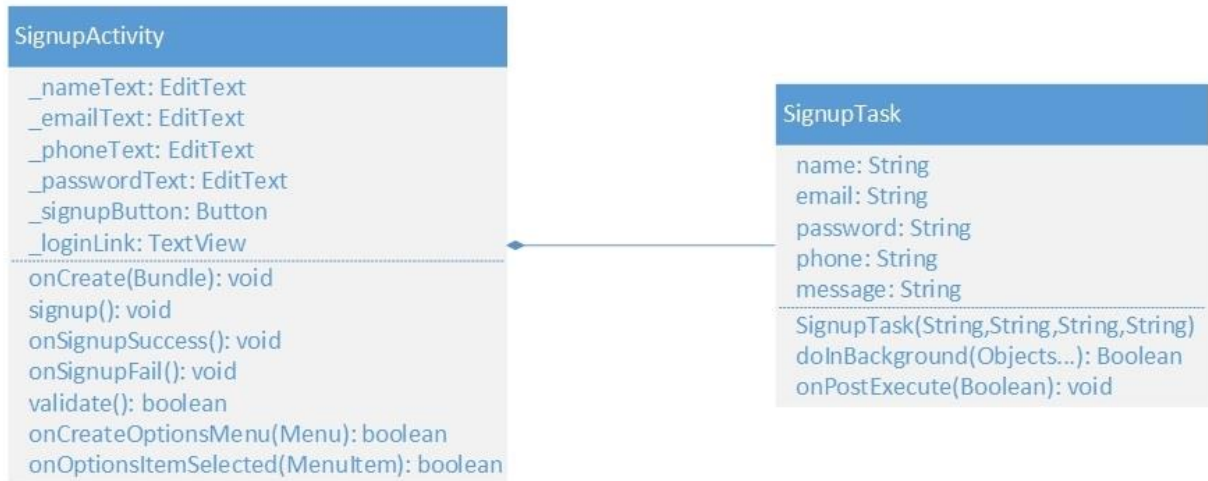 SignupActivity
_nameText: EditText
_emailText: EditText
_phoneText: EditText
_passwordText: EditText
_signupButton: Button
_loginLink: TextView
onCreate(Bundle): void
signup(): void
onSignupSuccess(): void
onSignupFail(): void
validate(): boolean
onCreateOptionsMenu(Menu): boolean
onOptionsItemSelected(MenuItem): boolean
SignupTask
name: String
email: String
password: String
phone: String
message: String
SignupTask(String,String,String,String)
doInBackground(Objects...): Boolean
onPostExecute(Boolean): void